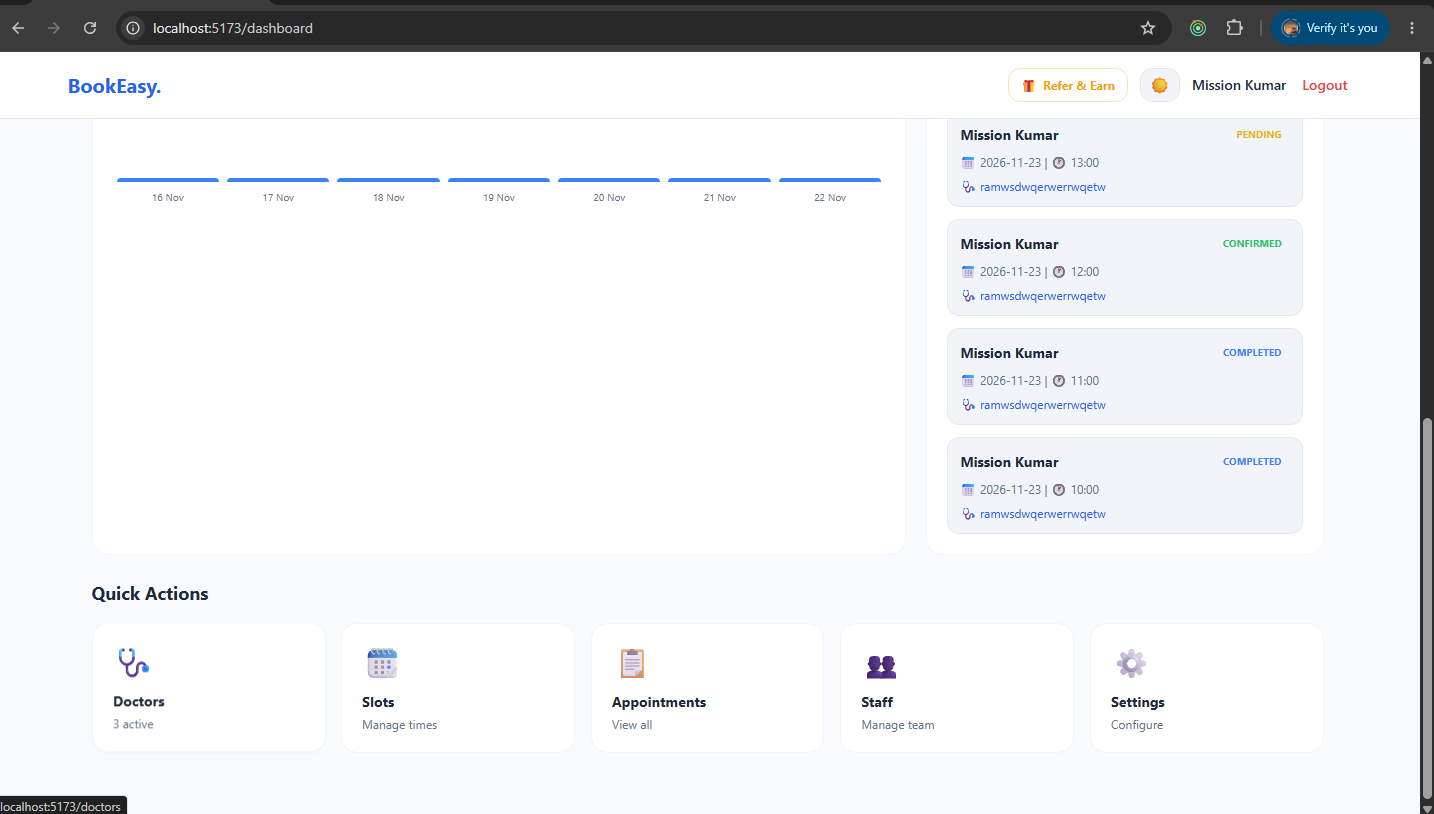 localhost:5173/dashboard
Verify it's you
BookEasy.
Refer & Earn
Mission Kumar
Logout
16 Nov
17 Nov
18 Nov
19 Nov
20 Nov
21 Nov
22 Nov
Mission Kumar
PENDING
2026-11-23 | 13:00
ramwsdwqerwerrwqetw
Mission Kumar
CONFIRMED
2026-11-23 | 12:00
ramwsdwqerwerrwqetw
Mission Kumar
COMPLETED
2026-11-23 | 11:00
ramwsdwqerwerrwqetw
Mission Kumar
COMPLETED
2026-11-23 | 10:00
ramwsdwqerwerrwqetw
Quick Actions
Doctors
3 active
Slots
Manage times
Appointments
View all
Staff
Manage team
Settings
Configure
localhost:5173/doctors